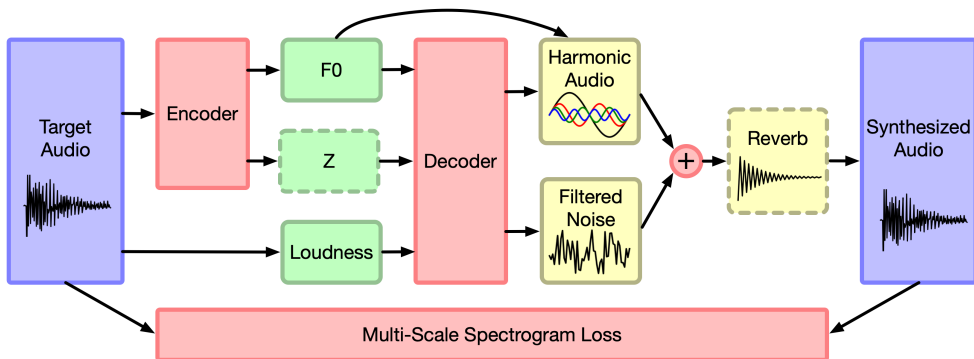 Target
Audio
Encoder
F0
Z
Loudness
Decoder
Harmonic
Audio
Filtered
Noise
+
Reverb
Synthesized
Audio
Multi-Scale Spectrogram Loss